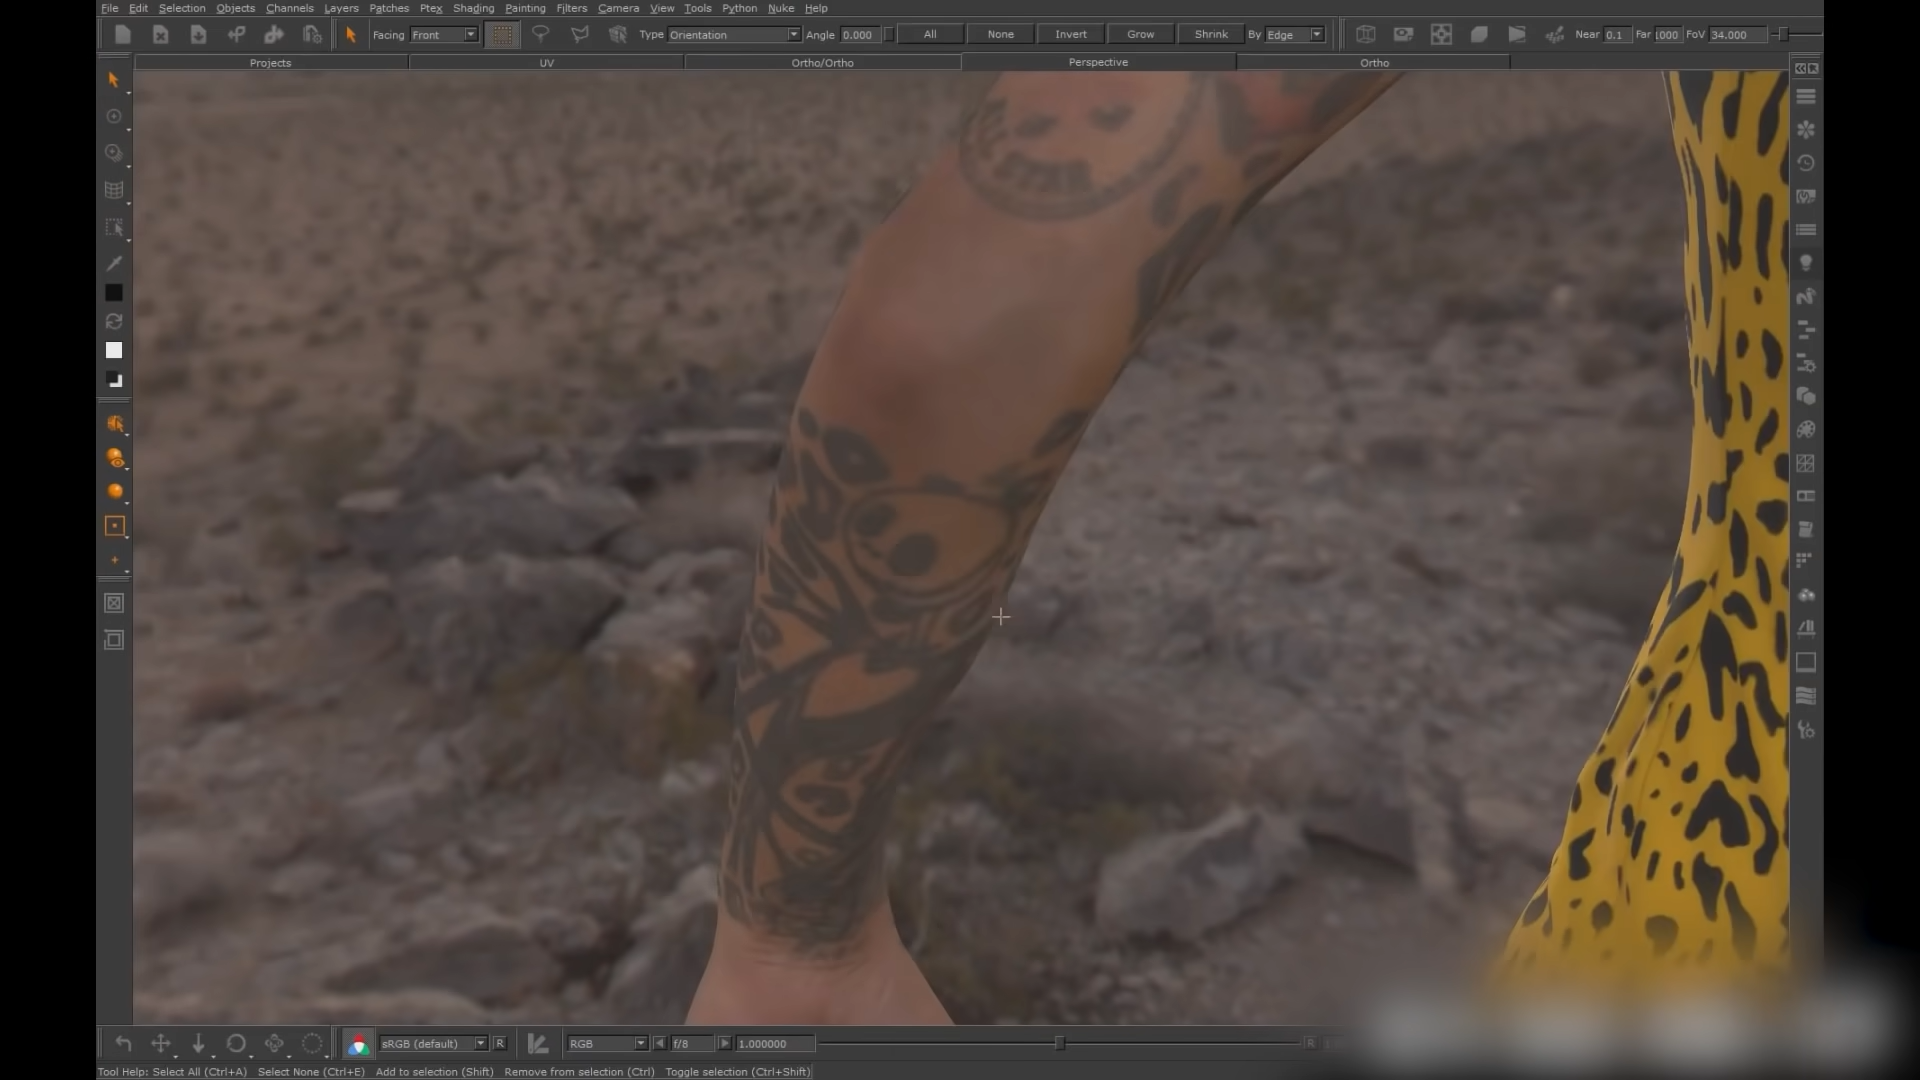 File Edit Selection Objects Channels Layers Patches Ptex Shading Painting Filters Camera View Tools Python Nuke Help
Facing Front Type Orientation Angle 0.000 All None Invert Grow Shrink By Edge Near 0.1 Far 1000 FoV 34.000
Projects UV Ortho/Ortho Perspective Ortho
STAR
sRGB (default) R RGB f/8 1.000000 R
Tool Help: Select All (Ctrl+A) Select None (Ctrl+E) Add to selection (Shift) Remove from selection (Ctrl) Toggle selection (Ctrl+Shift)